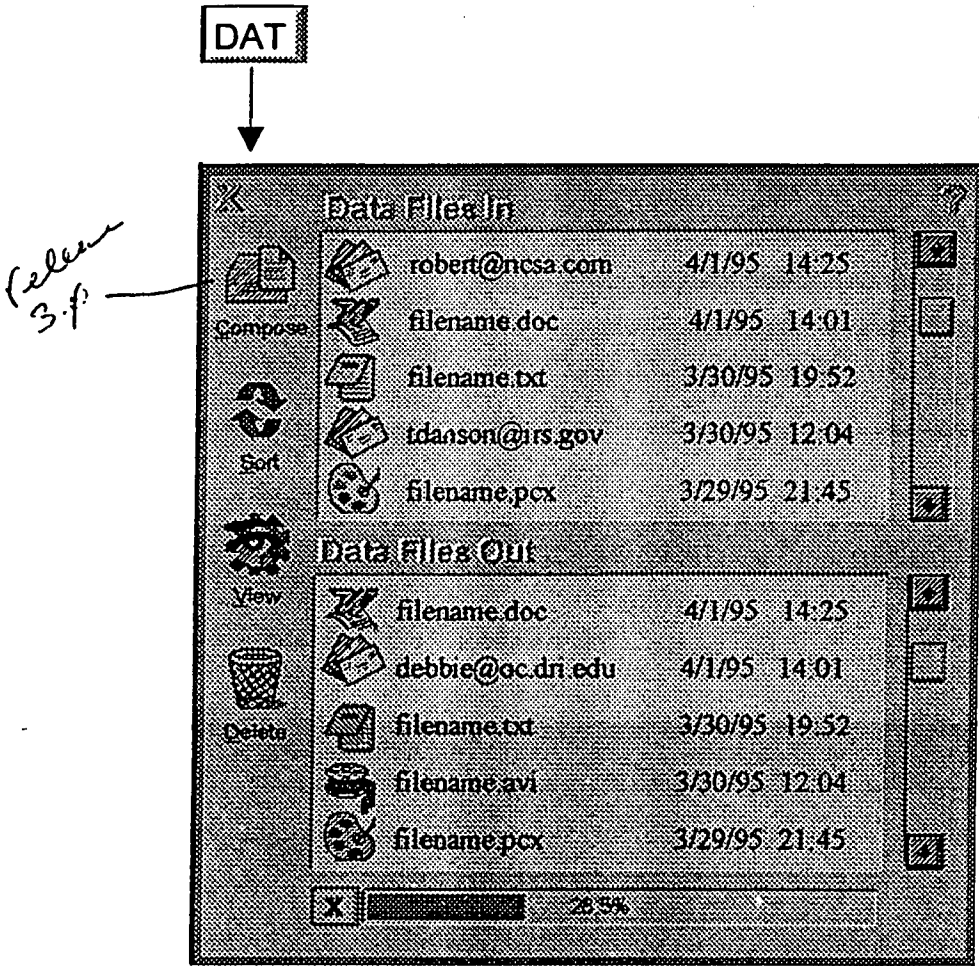 DAT
X
Data Files In
?
Compose
Sort
View
Delete
robert@ncsa.com 4/1/95 14:25
filename.doc 4/1/95 14:01
filename.txt 3/30/95 19:52
tdanson@irs.gov 3/30/95 12:04
filename.pcx 3/29/95 21:45
Data Files Out
filename.doc 4/1/95 14:25
debbie@oc.dri.edu 4/1/95 14:01
filename.txt 3/30/95 19:52
filename.avi 3/30/95 12:04
filename.pcx 3/29/95 21:45
X 28.5%